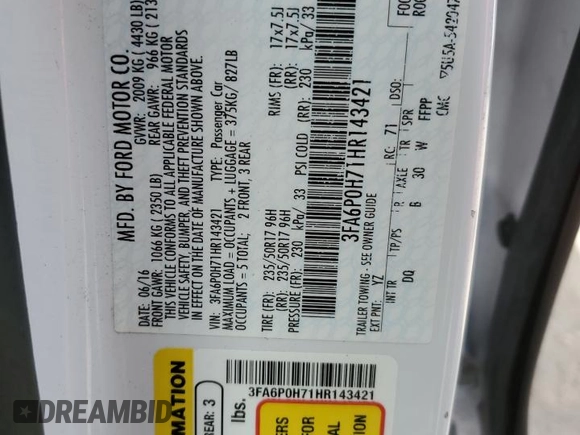 MFD. BY FORD MOTOR CO.
DATE: 06/16 GVWR: 2009 KG ( 4430 LB)
FRONT GAWR: 1066 KG ( 2350 LB) REAR GAWR: 966 KG ( 213
THIS VEHICLE CONFORMS TO ALL APPLICABLE FEDERAL MOTOR
VEHICLE SAFETY, BUMPER, AND THEFT PREVENTION STANDARDS
IN EFFECT ON THE DATE OF MANUFACTURE SHOWN ABOVE.
VIN: 3FA6P0H71HR143421 TYPE: Passenger Car
MAXIMUM LOAD = OCCUPANTS + LUGGAGE = 375KG/ 827LB
OCCUPANTS = 5 TOTAL; 2 FRONT, 3 REAR
TIRE (FR): 235/50R17 96H RIMS (FR): 17x7.5J
(RR): 235/50R17 96H (RR): 17x7.5J
PRESSURE (FR): 230 kPa/ 33 PSI COLD (RR): 230 kPa/ 33
3FA6P0H71HR143421
TRAILER TOWING - SEE OWNER GUIDE
EXT PNT: YZ RC: 71 DSO:
INT TR TP/PS R AXLE TR SPR
DQ B 30 W FFPP
CMC
3FA6P0H71HR143421
REAR: 3
lbs.
DREAMBID